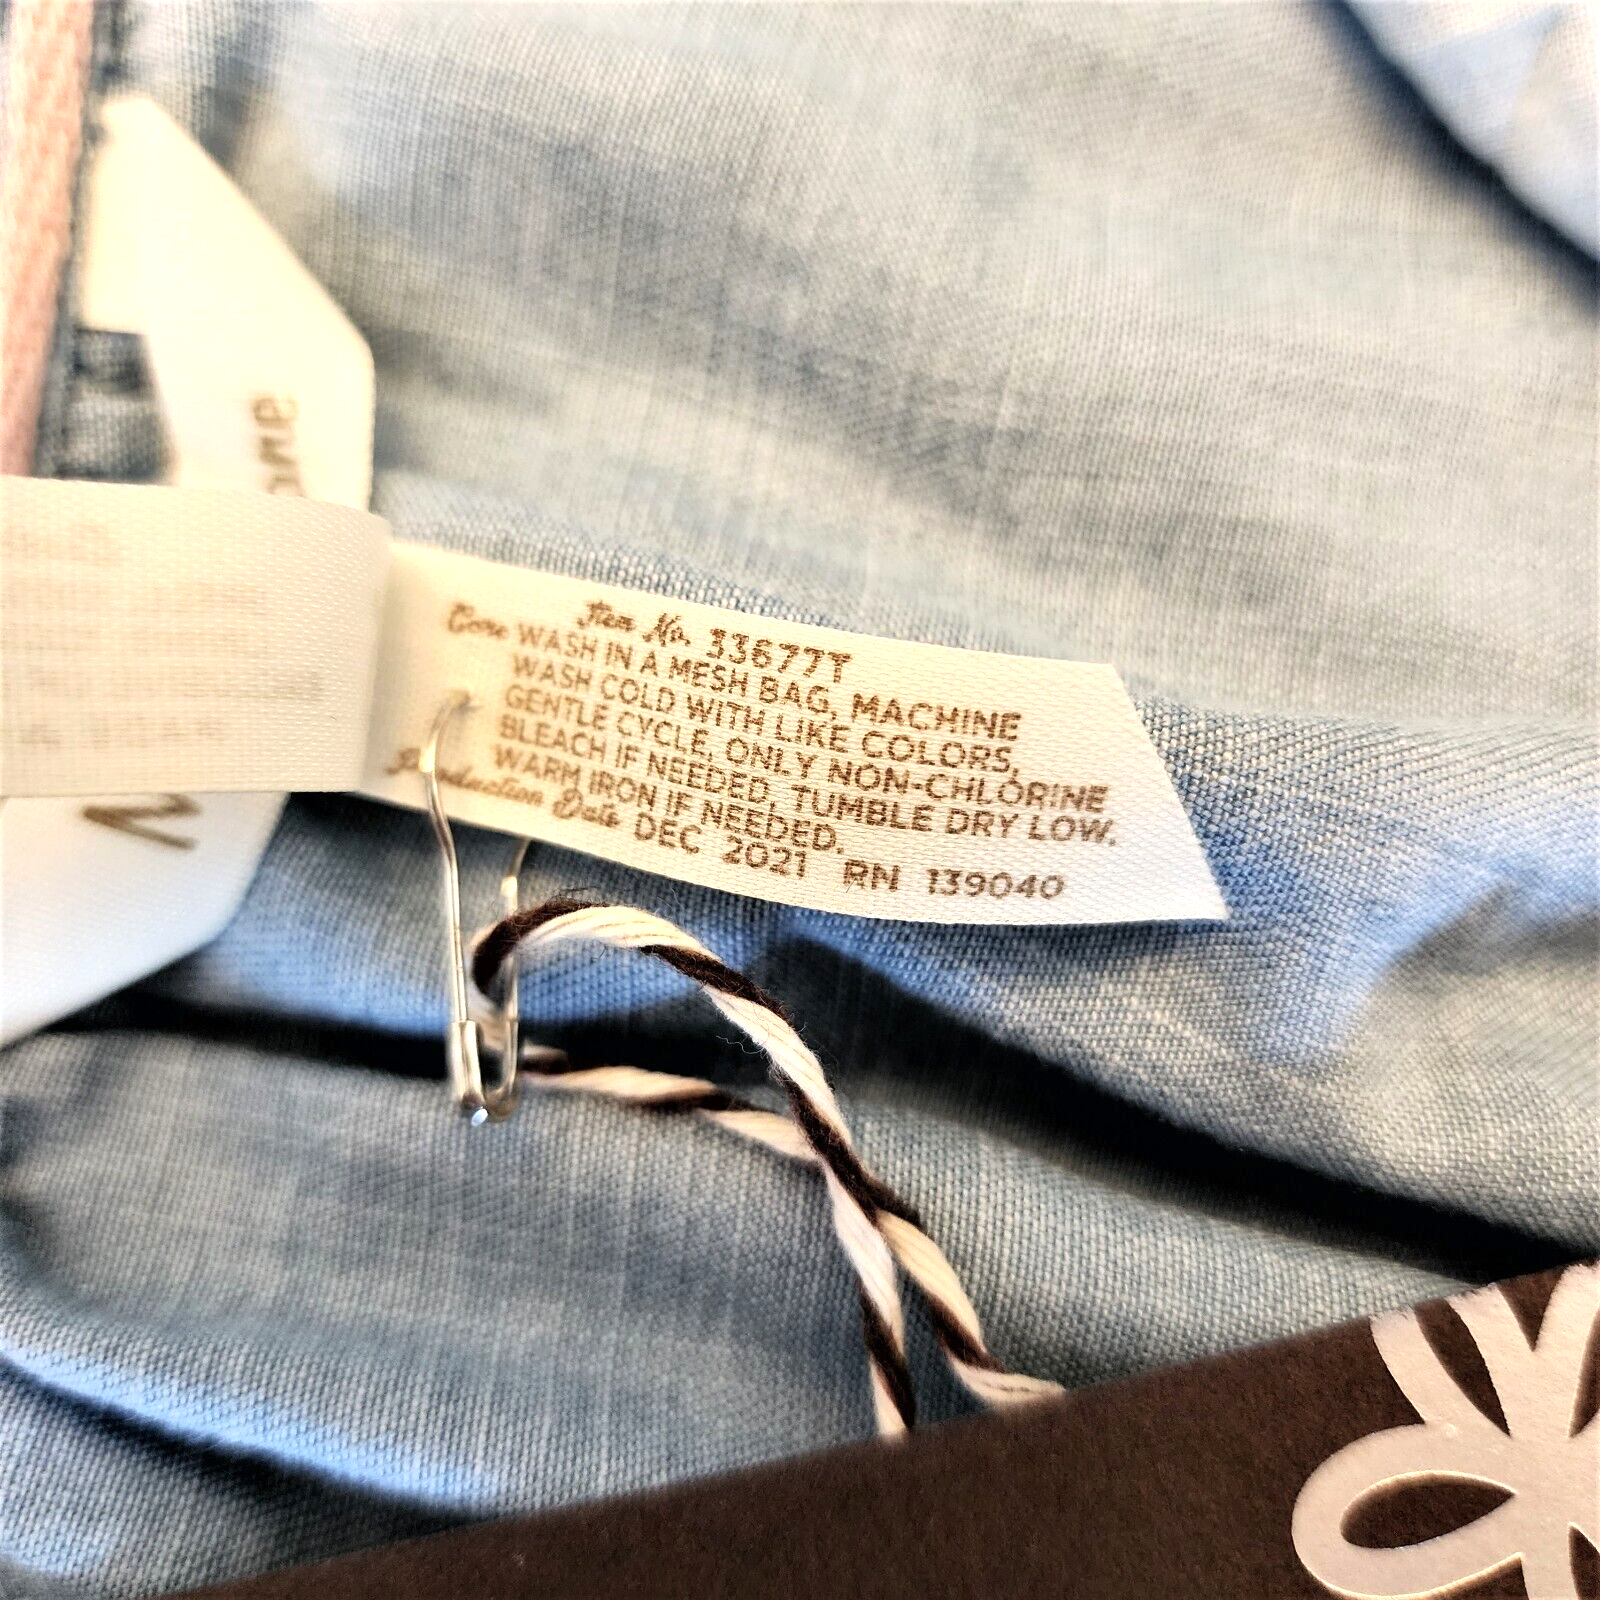 Item No. 33677T
Care WASH IN A MESH BAG, MACHINE
WASH COLD WITH LIKE COLORS,
GENTLE CYCLE, ONLY NON-CHLORINE
BLEACH IF NEEDED, TUMBLE DRY LOW,
WARM IRON IF NEEDED.
Production Date DEC 2021 RN 139040